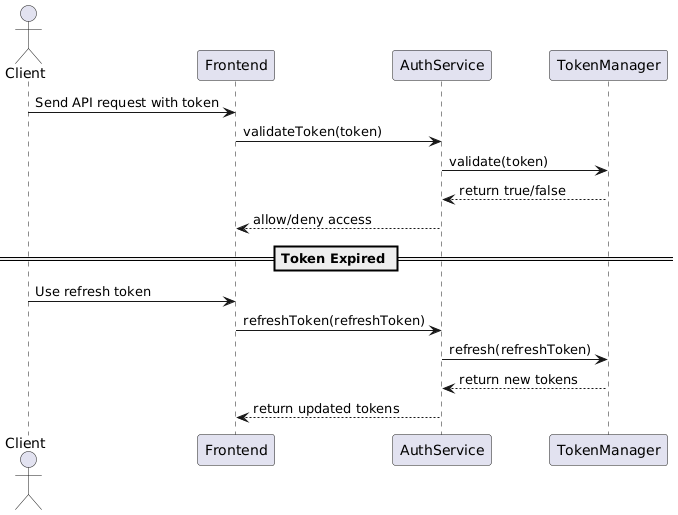 Client
Frontend
AuthService
TokenManager
Send API request with token
validateToken(token)
validate(token)
return true/false
allow/deny access
Token Expired
Use refresh token
refreshToken(refreshToken)
refresh(refreshToken)
return new tokens
return updated tokens
Client
Frontend
AuthService
TokenManager